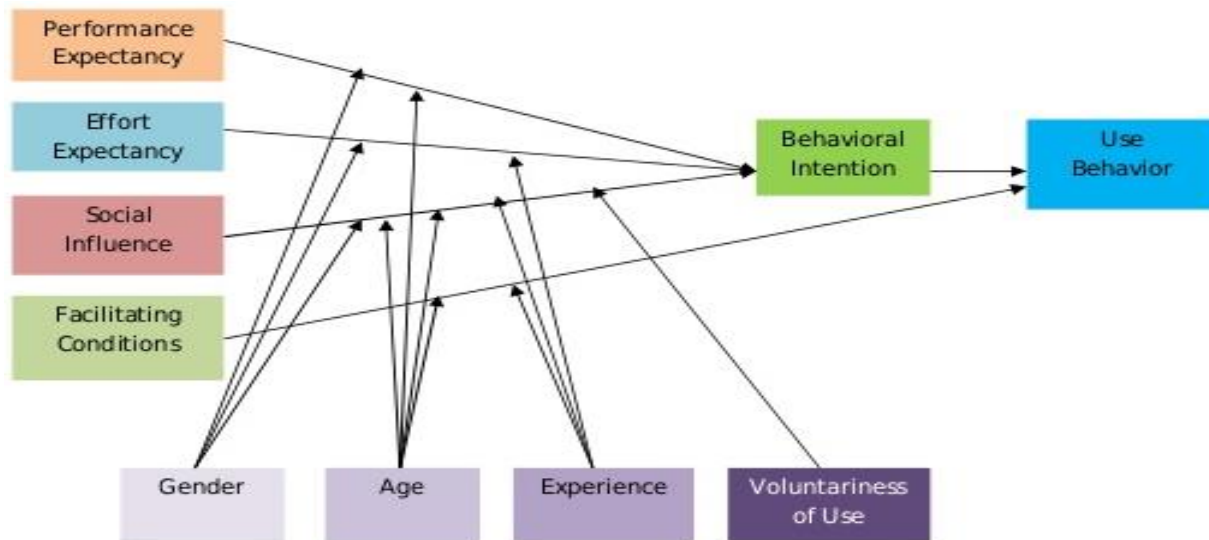 Performance
Expectancy
Effort
Expectancy
Social
Influence
Facilitating
Conditions
Behavioral
Intention
Use
Behavior
Gender
Age
Experience
Voluntariness
of Use